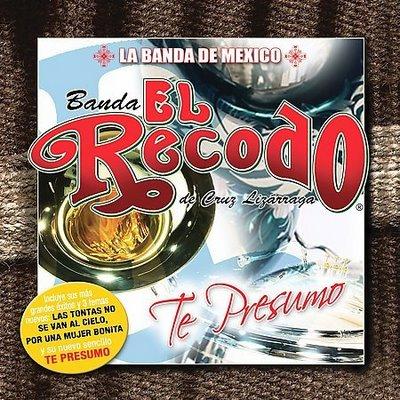 LA BANDA DE MEXICO
Banda
EL
Recodo
®
de Cruz Lizárraga
Te Presumo
Incluye sus más
grandes éxitos y 3 temas
nuevos: LAS TONTAS NO
SE VAN AL CIELO,
POR UNA MUJER BONITA
y su nuevo sencillo
TE PRESUMO